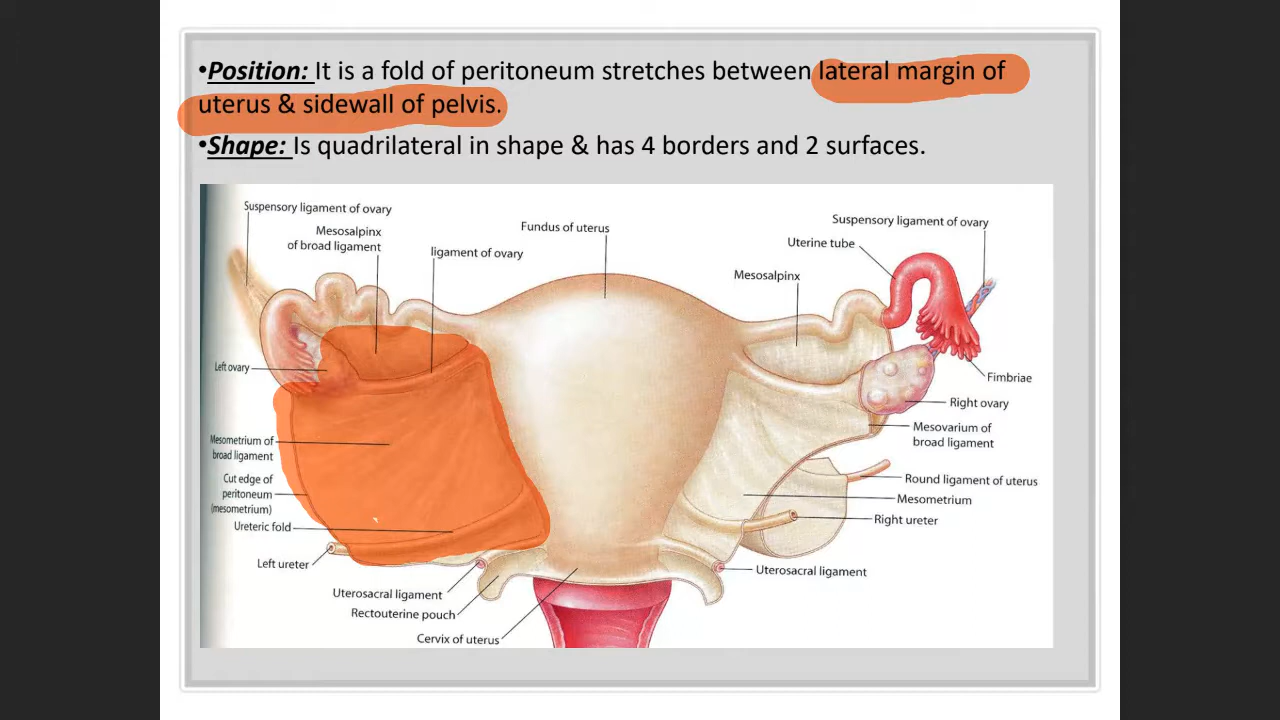 •Position: It is a fold of peritoneum stretches between lateral margin of
uterus & sidewall of pelvis.
•Shape: Is quadrilateral in shape & has 4 borders and 2 surfaces.
Suspensory ligament of ovary
Mesosalpinx
of broad ligament
ligament of ovary
Fundus of uterus
Suspensory ligament of ovary
Uterine tube
Mesosalpinx
Left ovary
Fimbriae
Right ovary
Mesovarium of
broad ligament
Mesometrium of
broad ligament
Cut edge of
peritoneum
(mesometrium)
Round ligament of uterus
Mesometrium
Right ureter
Ureteric fold
Left ureter
Uterosacral ligament
Uterosacral ligament
Rectouterine pouch
Cervix of uterus